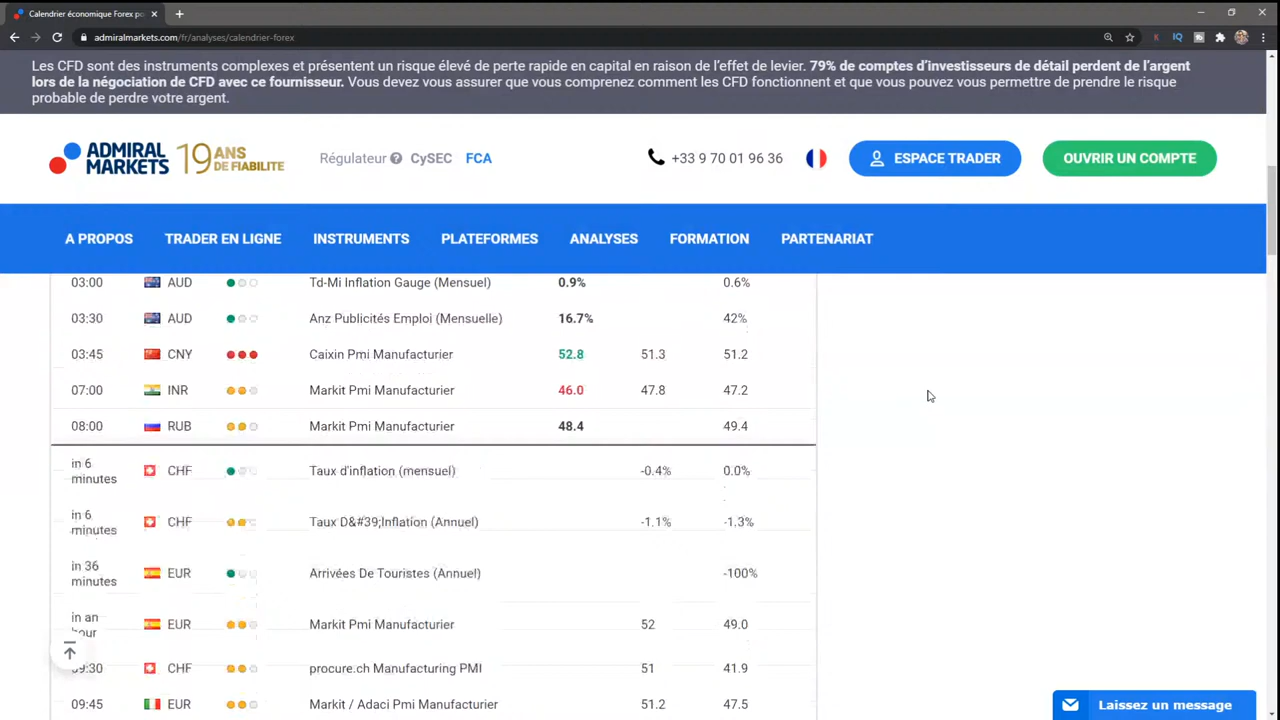 Calendrier économique Forex po
admiralmarkets.com/fr/analyses/calendrier-forex
Les CFD sont des instruments complexes et présentent un risque élevé de perte rapide en capital en raison de l'effet de levier. 79% de comptes d'investisseurs de détail perdent de l'argent
lors de la négociation de CFD avec ce fournisseur. Vous devez vous assurer que vous comprenez comment les CFD fonctionnent et que vous pouvez vous permettre de prendre le risque
probable de perdre votre argent.
ADMIRAL MARKETS 19 ANS DE FIABILITE Régulateur ? CySEC FCA +33 9 70 01 96 36 ESPACE TRADER OUVRIR UN COMPTE
A PROPOS TRADER EN LIGNE INSTRUMENTS PLATEFORMES ANALYSES FORMATION PARTENARIAT
03:00 AUD Td-Mi Inflation Gauge (Mensuel) 0.9% 0.6%
03:30 AUD Anz Publicités Emploi (Mensuelle) 16.7% 42%
03:45 CNY Caixin Pmi Manufacturier 52.8 51.3 51.2
07:00 INR Markit Pmi Manufacturier 46.0 47.8 47.2
08:00 RUB Markit Pmi Manufacturier 48.4 49.4
in 6 minutes CHF Taux d'inflation (mensuel) -0.4% 0.0%
in 6 minutes CHF Taux D&#39;Inflation (Annuel) -1.1% -1.3%
in 36 minutes EUR Arrivées De Touristes (Annuel) -100%
in an hour EUR Markit Pmi Manufacturier 52 49.0
09:30 CHF procure.ch Manufacturing PMI 51 41.9
09:45 EUR Markit / Adaci Pmi Manufacturier 51.2 47.5
Laissez un message